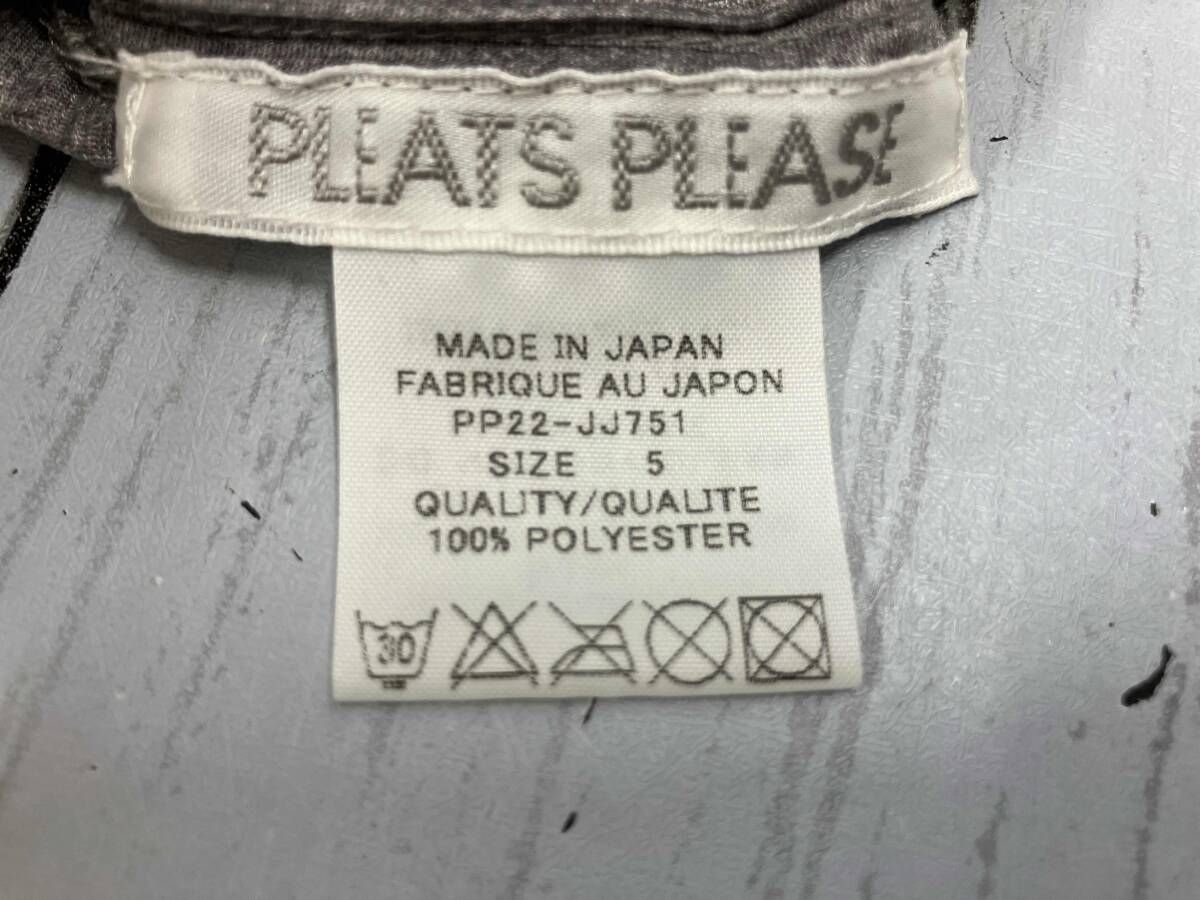 PLEATS PLEASE
MADE IN JAPAN
FABRIQUE AU JAPON
PP22-JJ751
SIZE 5
QUALITY/QUALITE
100% POLYESTER
30